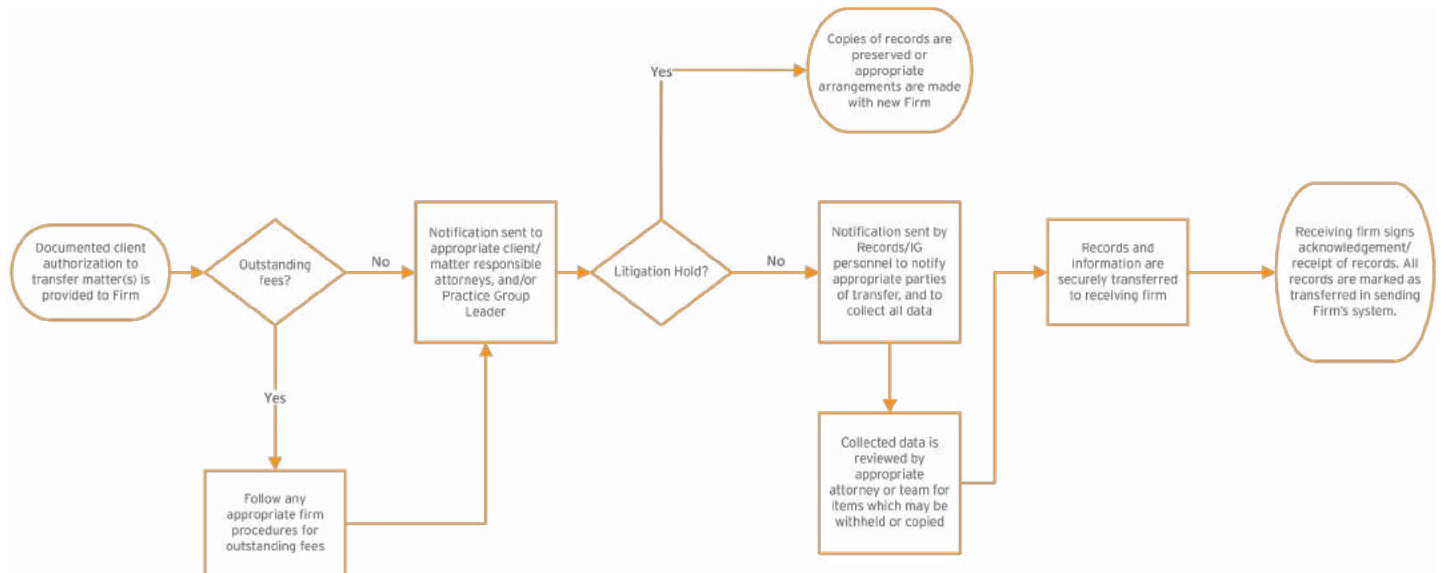 Copies of records are
preserved or
appropriate
arrangements are made
with new Firm
Yes
Documented client
authorization to
transfer matter(s) is
provided to Firm
Outstanding
fees?
No
Notification sent to
appropriate client/
matter responsible
attorneys, and/or
Practice Group
Leader
Litigation Hold?
No
Notification sent by
Records/IG
personnel to notify
appropriate parties
of transfer, and to
collect all data
Records and
information are
securely transferred
to receiving firm
Receiving firm signs
acknowledgement/
receipt of records. All
records are marked as
transferred in sending
Firm's system.
Yes
Follow any
appropriate firm
procedures for
outstanding fees
Collected data is
reviewed by
appropriate
attorney or team for
items which may be
withheld or copied